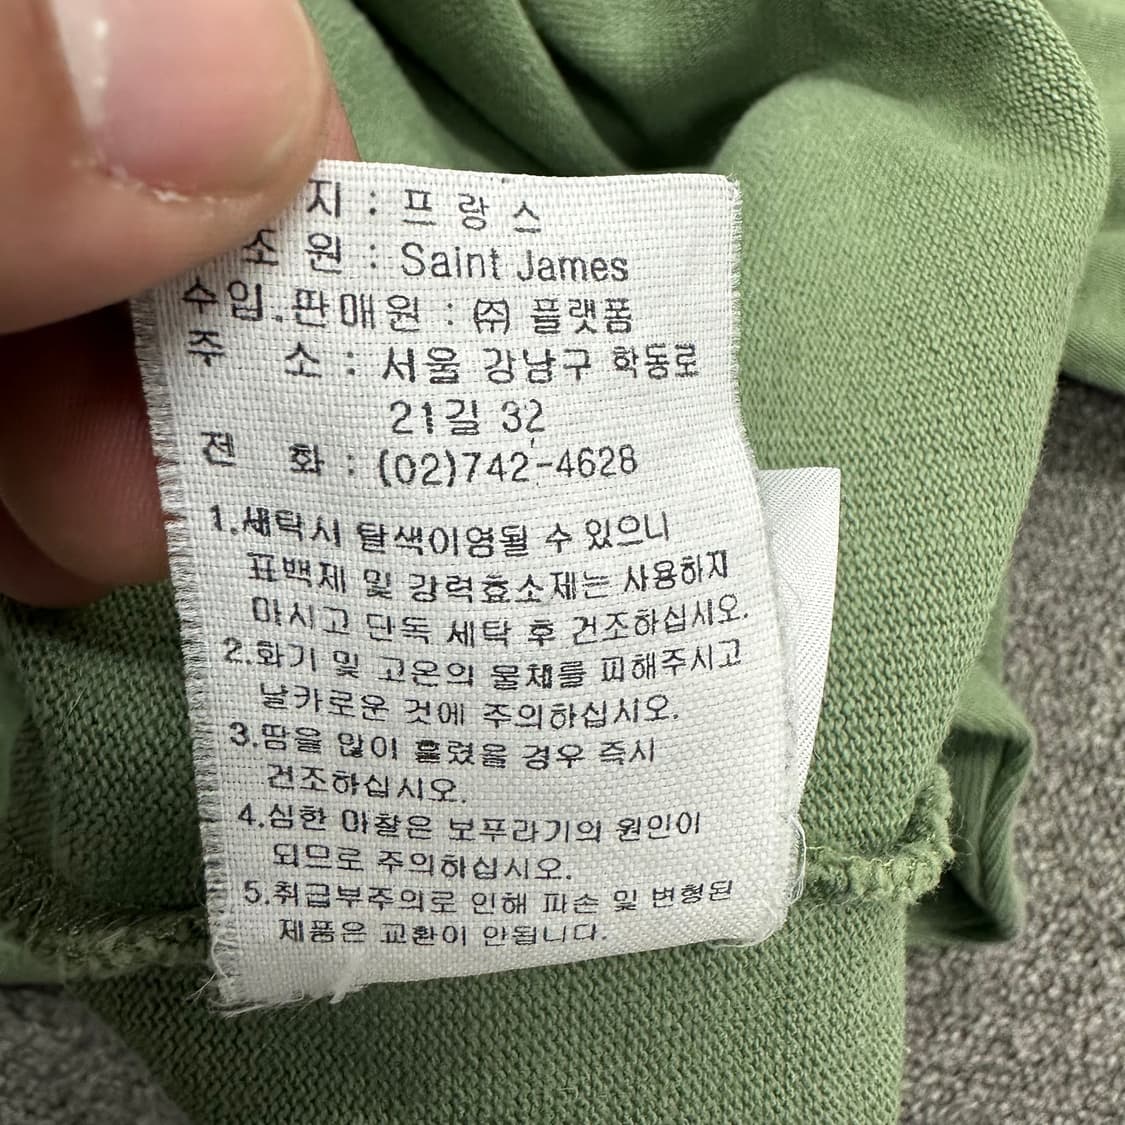 지 : 프랑스
소 원 : Saint James
수입.판매원 : ㈜ 플랫폼
주 소 : 서울 강남구 학동로
21길 32
전 화 : (02)742-4628
1.세탁시 탈색이염될 수 있으니
표백제 및 강력효소제는 사용하지
마시고 단독 세탁 후 건조하십시오.
2.화기 및 고온의 물체를 피해주시고
날카로운 것에 주의하십시오.
3.땀을 많이 흘렸을 경우 즉시
건조하십시오.
4.심한 마찰은 보푸라기의 원인이
되므로 주의하십시오.
5.취급부주의로 인해 파손 및 변형된
제품은 교환이 안됩니다.